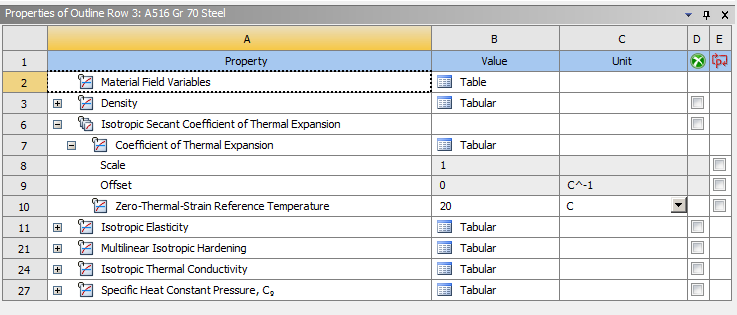 Properties of Outline Row 3: A516 Gr 70 Steel
A B C D E
1 Property Value Unit
2 Material Field Variables Table
3 Density Tabular
6 Isotropic Secant Coefficient of Thermal Expansion
7 Coefficient of Thermal Expansion Tabular
8 Scale 1
9 Offset 0 C^-1
10 Zero-Thermal-Strain Reference Temperature 20 C
11 Isotropic Elasticity Tabular
21 Multilinear Isotropic Hardening Tabular
24 Isotropic Thermal Conductivity Tabular
27 Specific Heat Constant Pressure, Cₚ Tabular